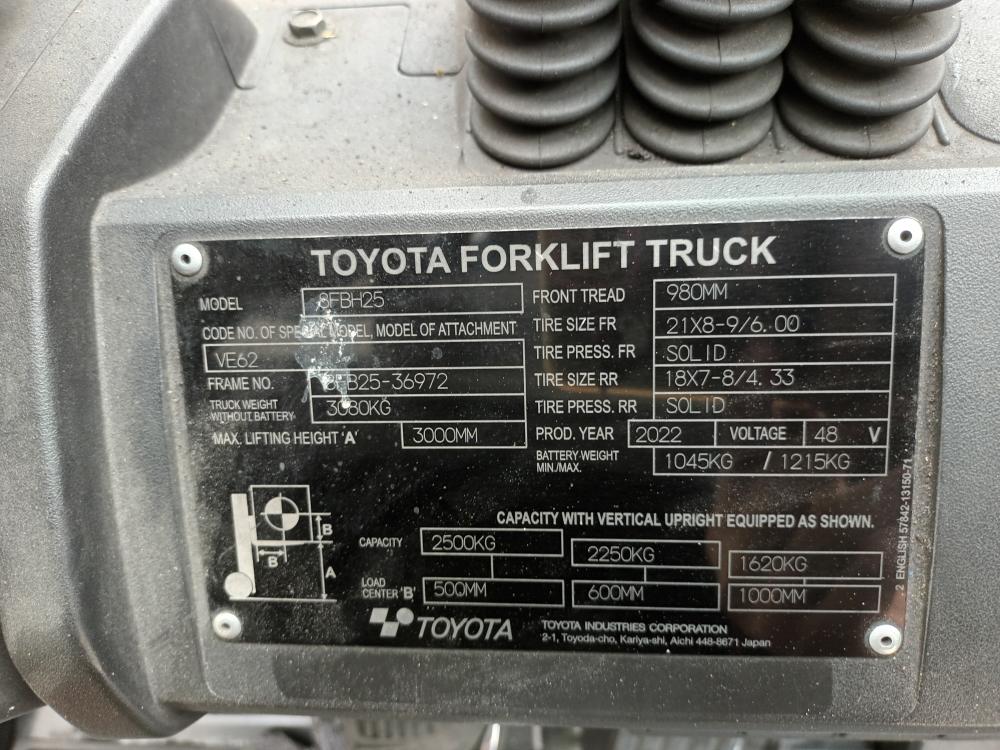 TOYOTA FORKLIFT TRUCK
MODEL 8FBH25
CODE NO. OF SPECIAL MODEL, MODEL OF ATTACHMENT
VE62
FRAME NO. 8FB25-36972
TRUCK WEIGHT
WITHOUT BATTERY 3080KG
MAX. LIFTING HEIGHT 'A' 3000MM
FRONT TREAD 980MM
TIRE SIZE FR 21X8-9/6.00
TIRE PRESS. FR SOLID
TIRE SIZE RR 18X7-8/4.33
TIRE PRESS. RR SOLID
PROD. YEAR 2022 VOLTAGE 48 V
BATTERY WEIGHT
MIN./MAX. 1045KG / 1215KG
B
B
A
CAPACITY WITH VERTICAL UPRIGHT EQUIPPED AS SHOWN.
CAPACITY 2500KG 2250KG 1620KG
LOAD
CENTER 'B' 500MM 600MM 1000MM
TOYOTA
TOYOTA INDUSTRIES CORPORATION
2-1, Toyoda-cho, Kariya-shi, Aichi 448-8671 Japan
2 ENGLISH 57842-13150-71